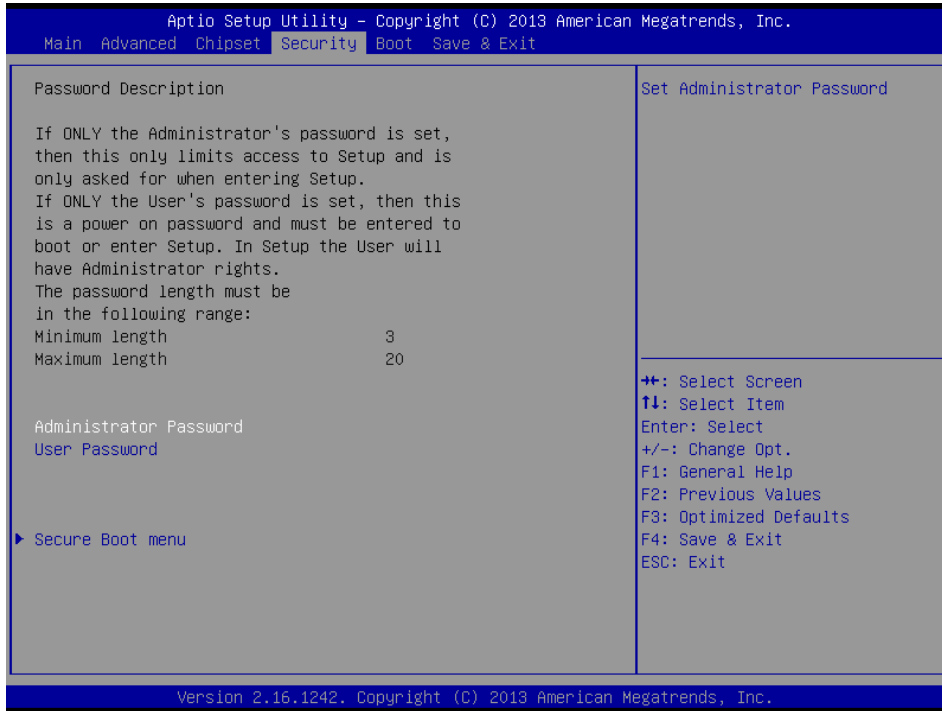 Aptio Setup Utility – Copyright (C) 2013 American Megatrends, Inc.
Main Advanced Chipset Security Boot Save & Exit
Password Description
If ONLY the Administrator's password is set,
then this only limits access to Setup and is
only asked for when entering Setup.
If ONLY the User's password is set, then this
is a power on password and must be entered to
boot or enter Setup. In Setup the User will
have Administrator rights.
The password length must be
in the following range:
Minimum length 3
Maximum length 20
Administrator Password
User Password
Secure Boot menu
Set Administrator Password
→←: Select Screen
↑↓: Select Item
Enter: Select
+/-: Change Opt.
F1: General Help
F2: Previous Values
F3: Optimized Defaults
F4: Save & Exit
ESC: Exit
Version 2.16.1242. Copyright (C) 2013 American Megatrends, Inc.